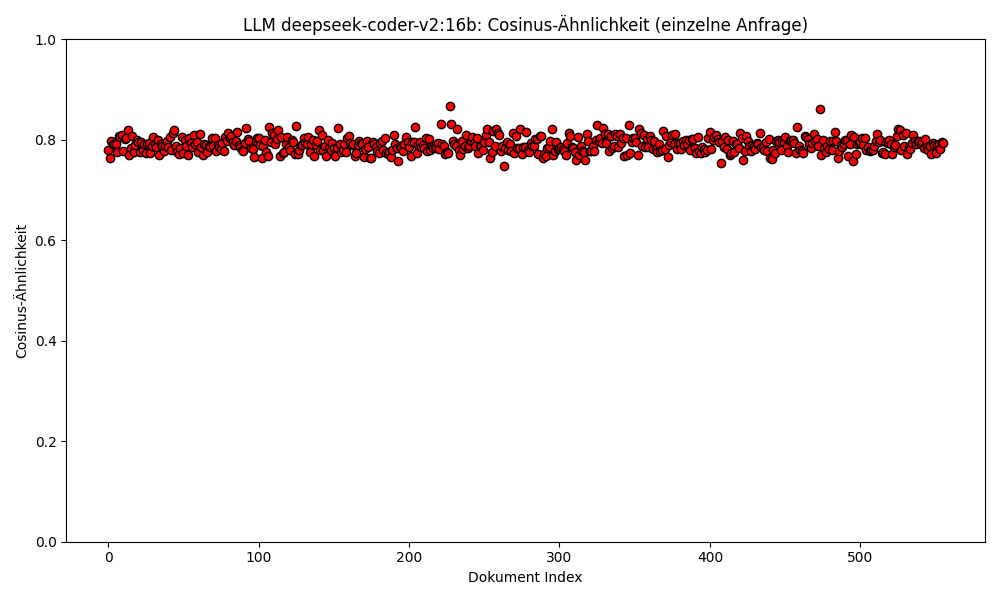 LLM deepseek-coder-v2:16b: Cosinus-Ähnlichkeit (einzelne Anfrage)
1.0
0.8
0.6
0.4
0.2
0.0
Cosinus-Ähnlichkeit
0 100 200 300 400 500
Dokument Index